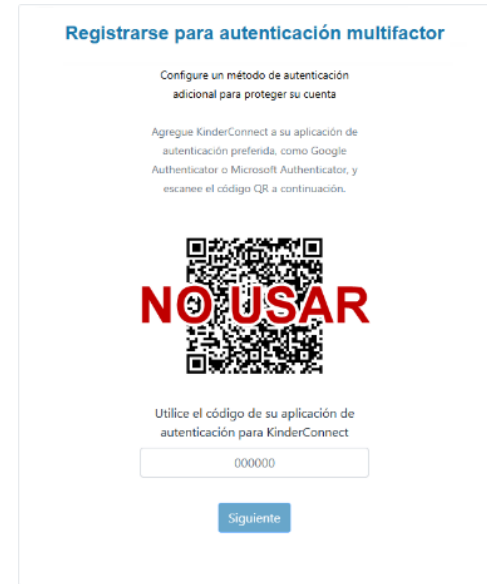 Registrarse para autenticación multifactor
Configure un método de autenticación
adicional para proteger su cuenta
Agregue KinderConnect a su aplicación de
autenticación preferida, como Google
Authenticator o Microsoft Authenticator, y
escanee el código QR a continuación.
NO USAR
Utilice el código de su aplicación de
autenticación para KinderConnect
000000
Siguiente